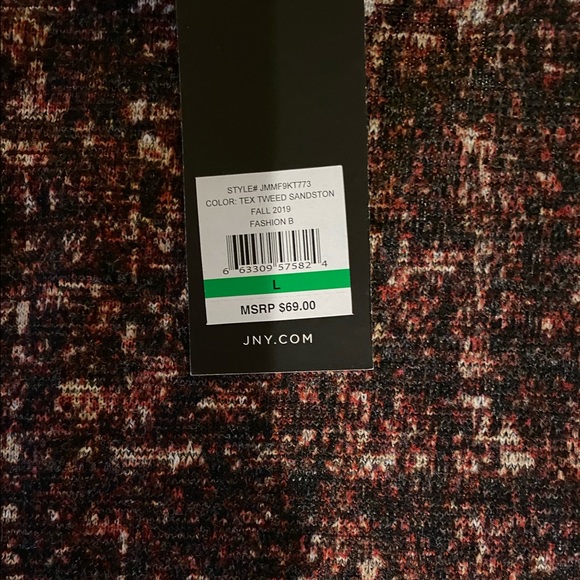 STYLE# JMMF9KT773
COLOR: TEX TWEED SANDSTON
FALL 2019
FASHION B
6 63309 57582 4
L
MSRP $69.00
JNY.COM